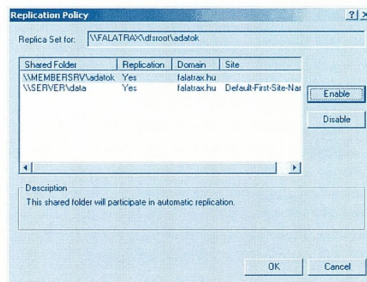 Replication Policy
Replica Set for: \\FALATRAX\dfsroot\adatok
Shared Folder Replication Domain Site
\\MEMBERSRV\adatok Yes falatrax.hu
\\SERVER\data Yes falatrax.hu Default-First-Site-Nar
Enable
Disable
Description
This shared folder will participate in automatic replication.
OK Cancel